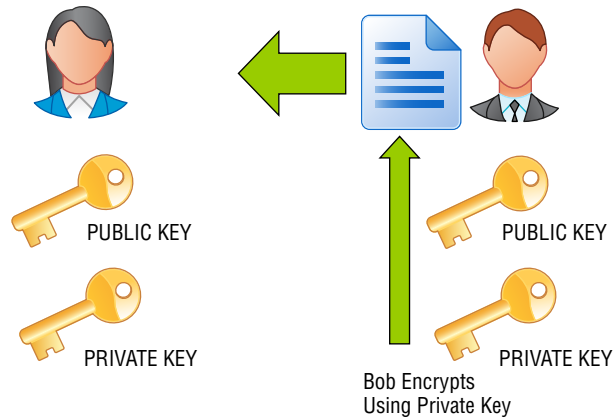 PUBLIC KEY
PUBLIC KEY
PRIVATE KEY
PRIVATE KEY
Bob Encrypts
Using Private Key